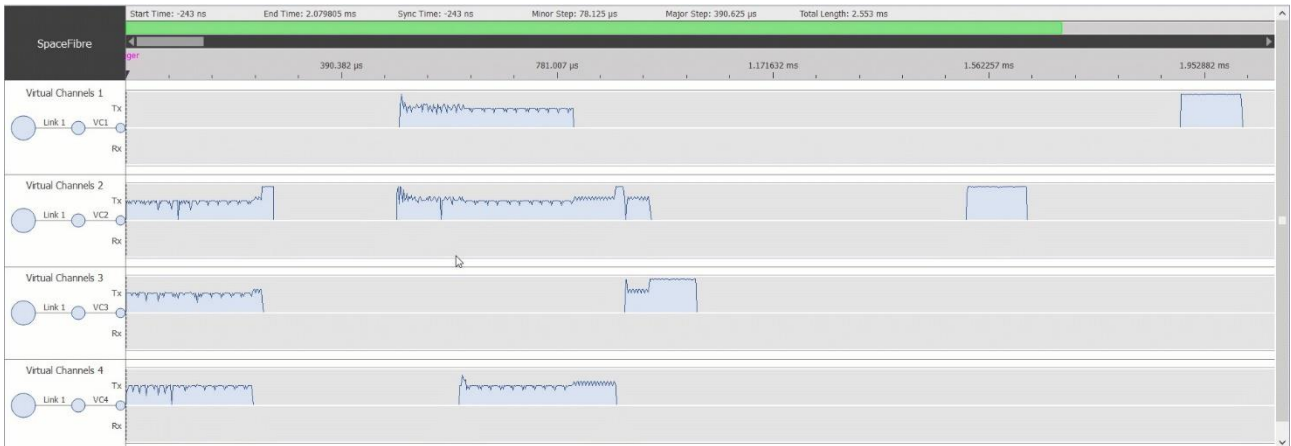 Start Time: -243 ns End Time: 2.079805 ms Sync Time: -243 ns Minor Step: 78.125 µs Major Step: 390.625 µs Total Length: 2.553 ms
SpaceFibre
ger
390.382 µs 781.007 µs 1.171632 ms 1.562257 ms 1.952882 ms
Virtual Channels 1
Tx
Link 1 VC1
Rx
Virtual Channels 2
Tx
Link 1 VC2
Rx
Virtual Channels 3
Tx
Link 1 VC3
Rx
Virtual Channels 4
Tx
Link 1 VC4
Rx